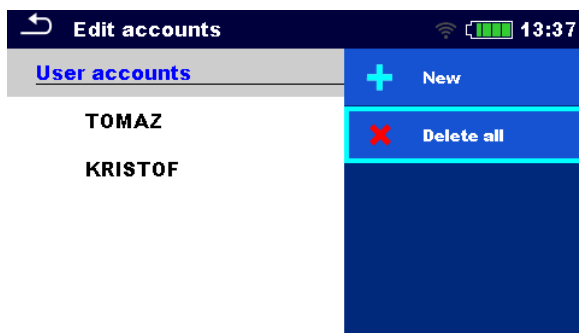 Edit accounts 13:37
User accounts
New
TOMAZ
Delete all
KRISTOF